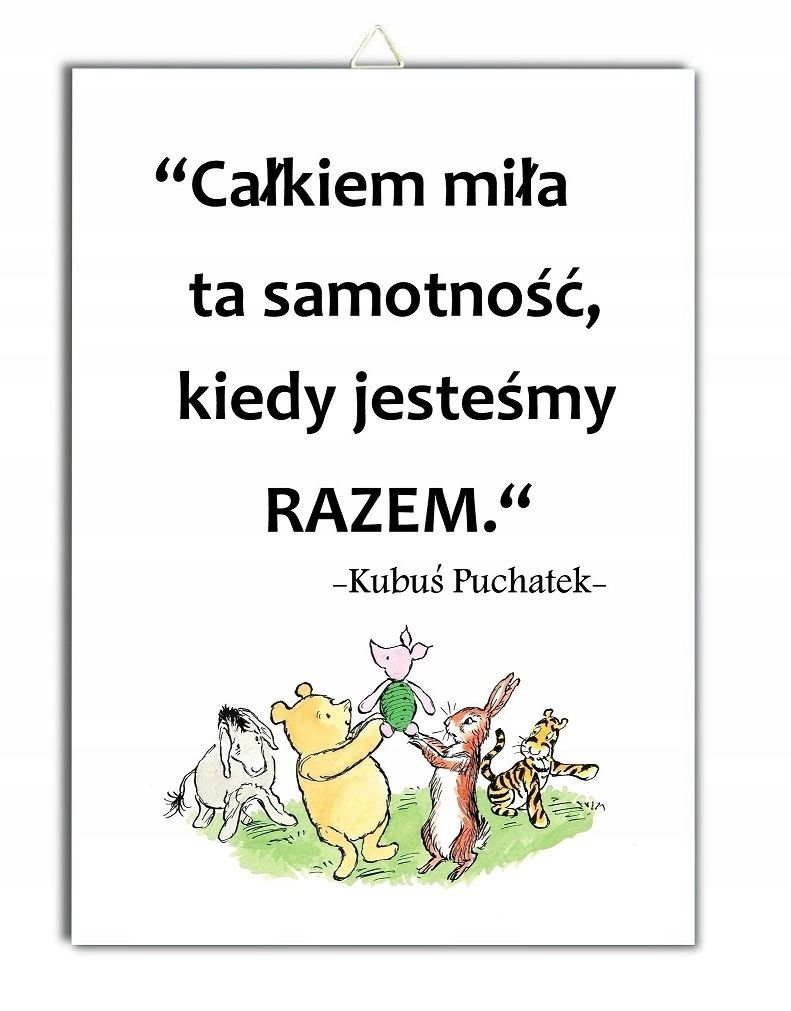 “Całkiem miła
ta samotność,
kiedy jesteśmy
RAZEM.“
–Kubuś Puchatek–